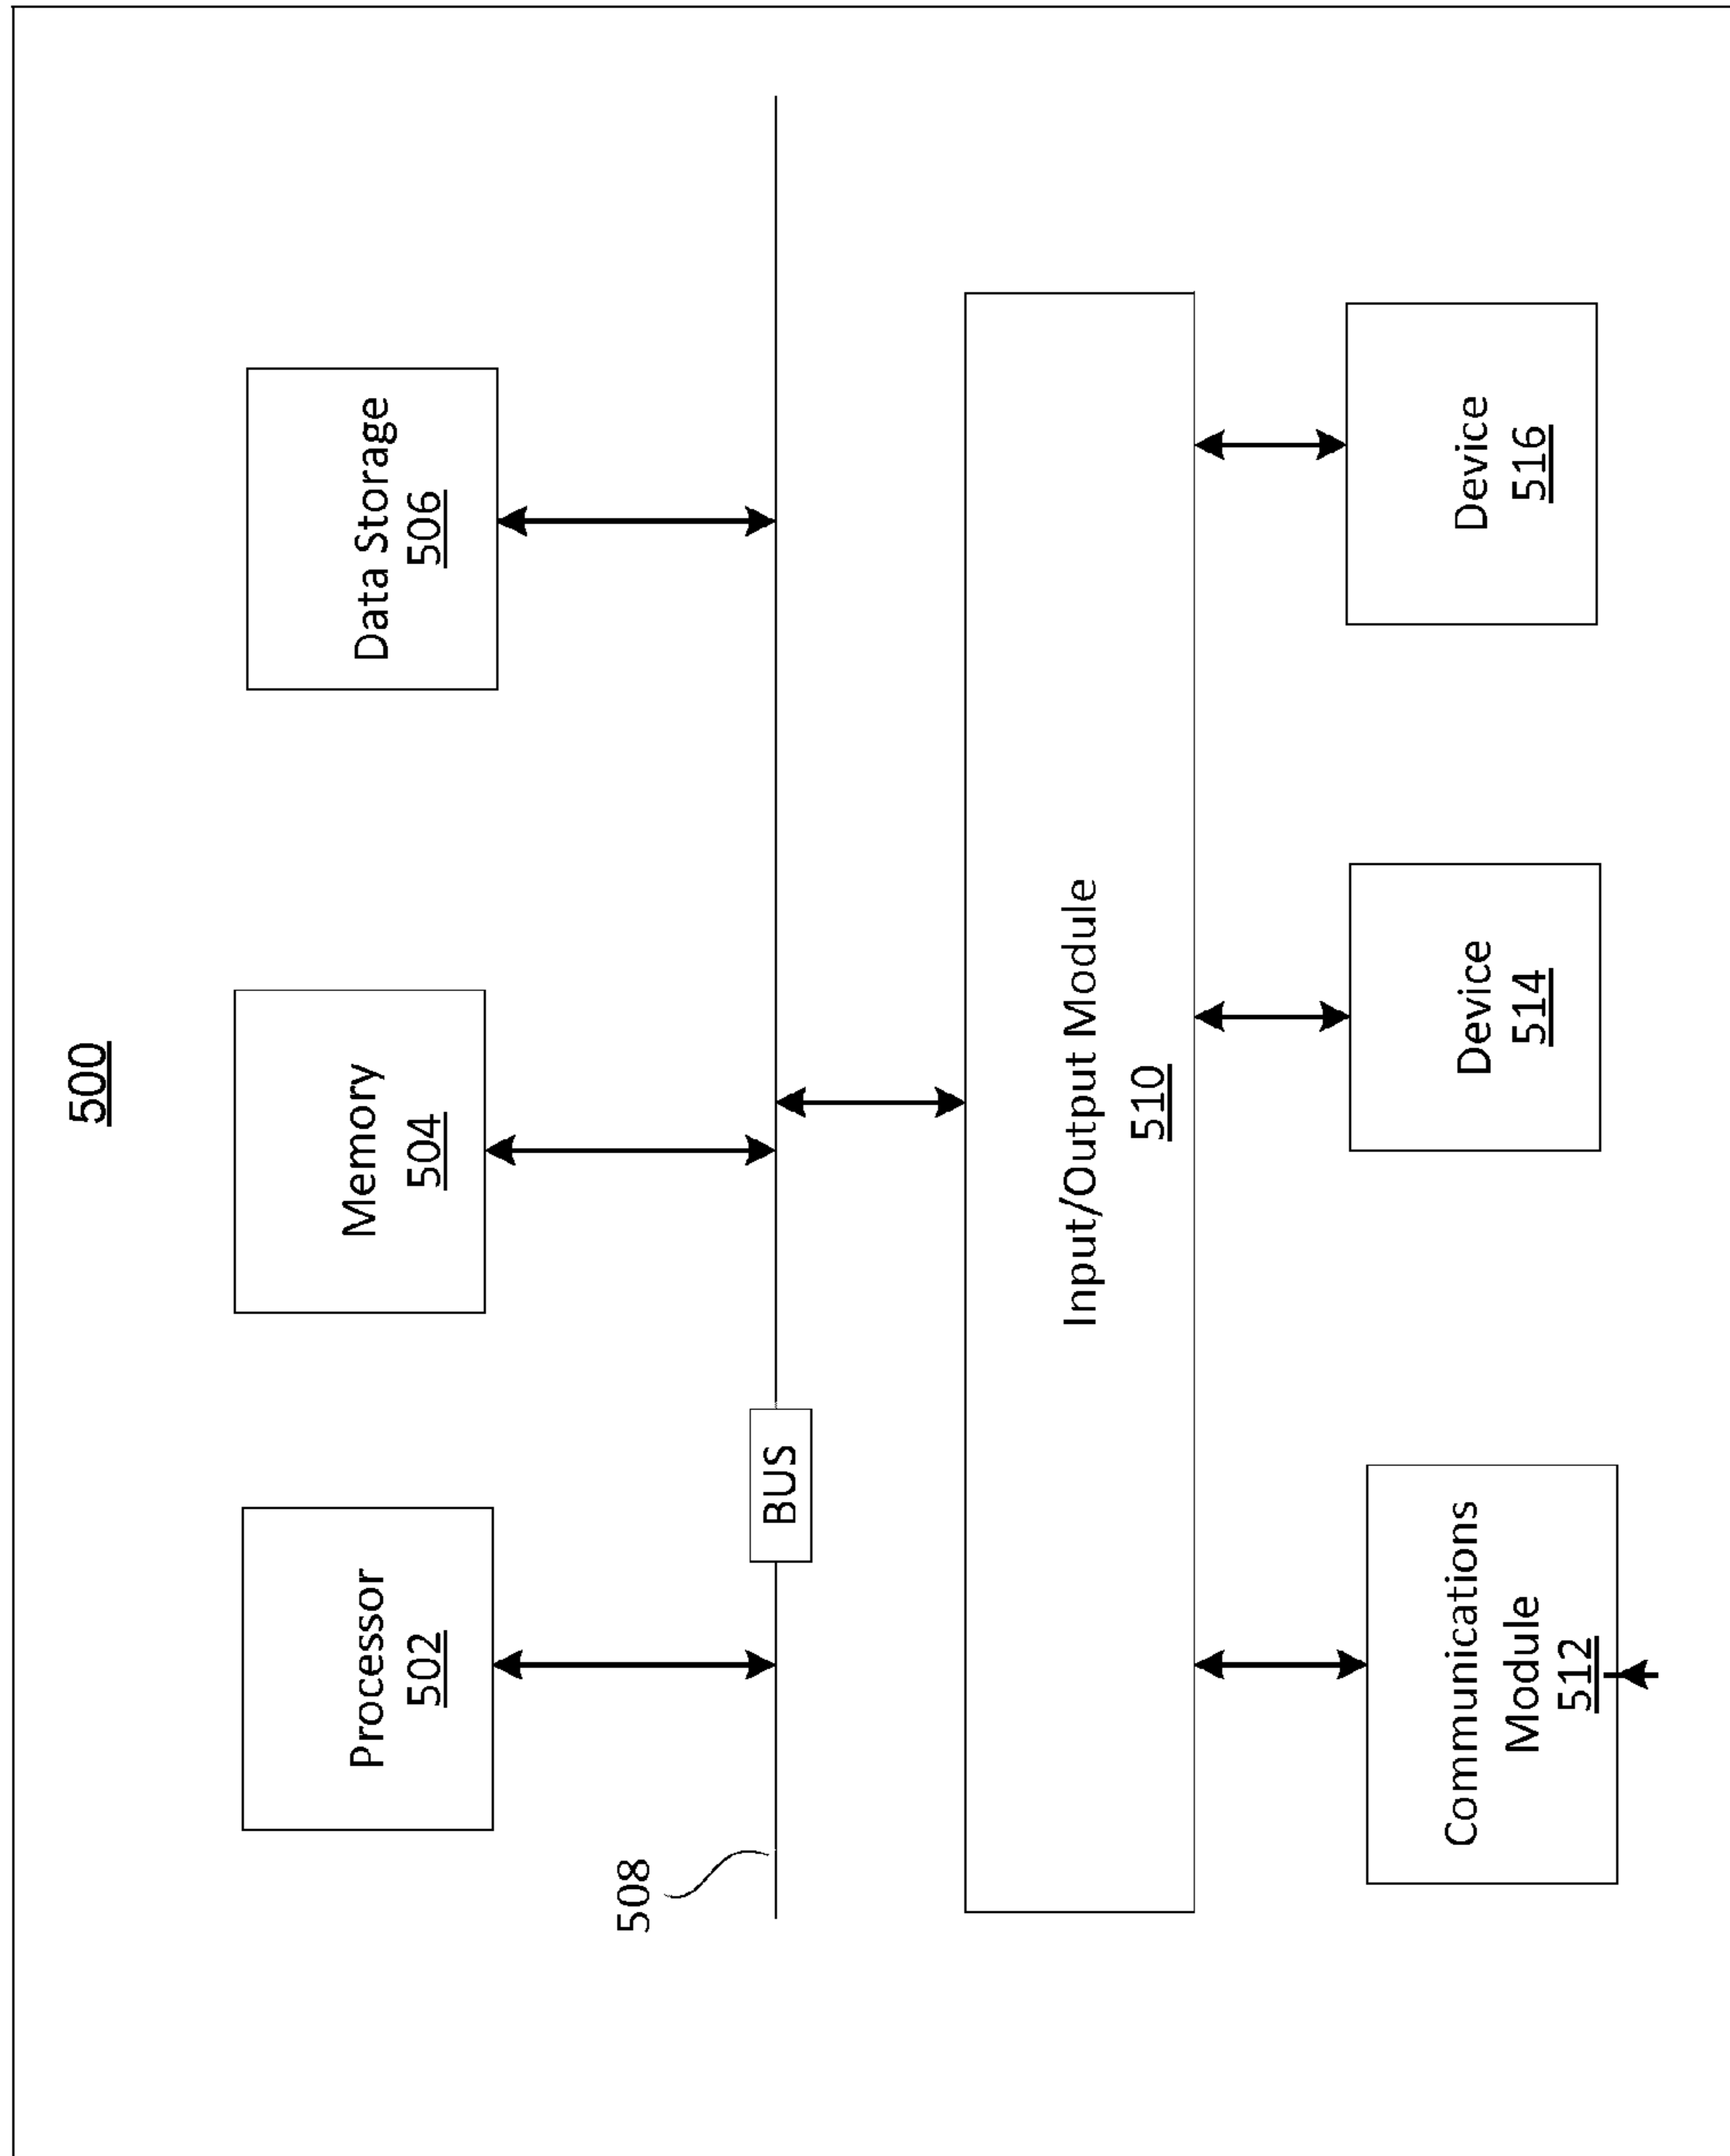 500
Processor
502
Memory
504
Data Storage
506
508
BUS
Input/Output Module
510
Communications
Module
512
Device
514
Device
516